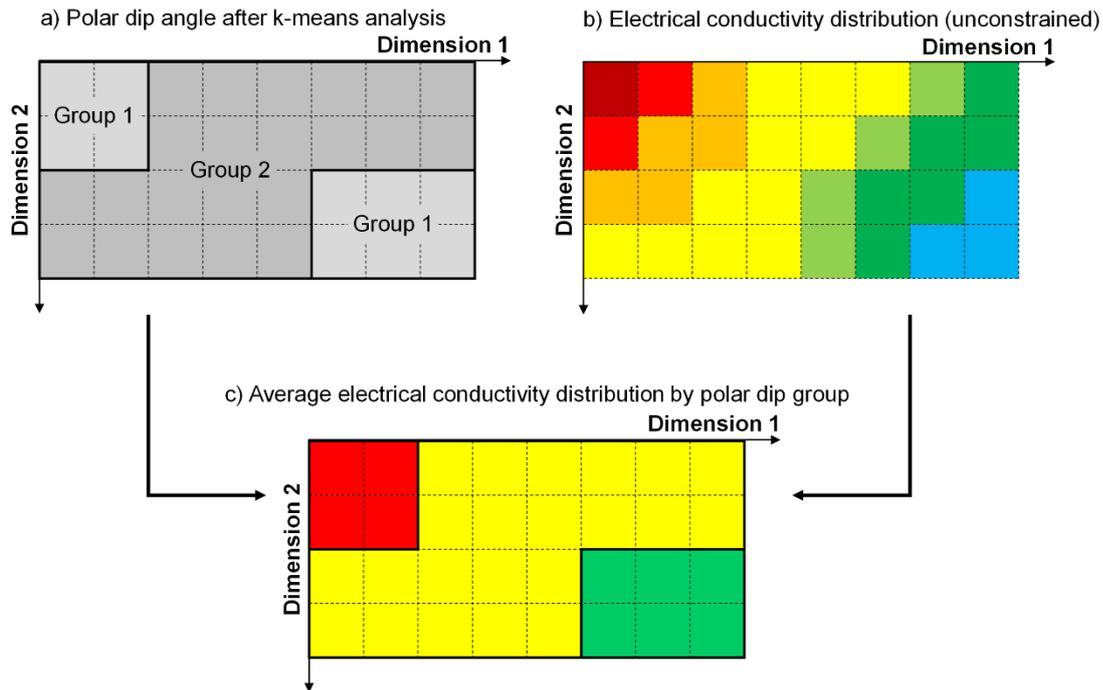 a) Polar dip angle after k-means analysis
Dimension 1
Dimension 2
Group 1
Group 2
Group 1
b) Electrical conductivity distribution (unconstrained)
Dimension 1
Dimension 2
c) Average electrical conductivity distribution by polar dip group
Dimension 1
Dimension 2